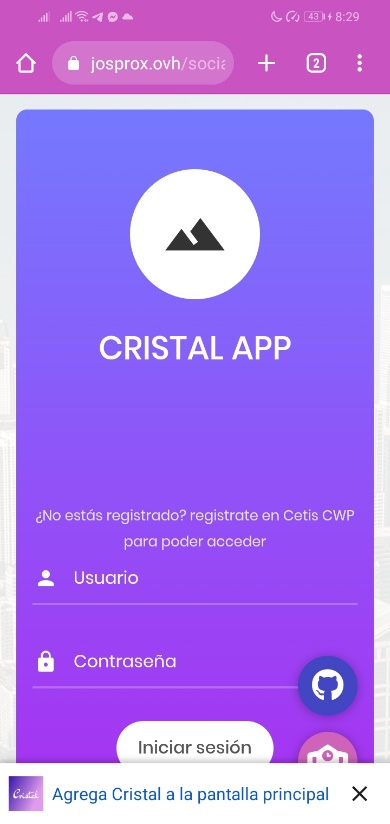 43 8:29
josprox.ovh/socia
2
CRISTAL APP
¿No estás registrado? registrate en Cetis CWP
para poder acceder
Usuario
Contraseña
Iniciar sesión
Cristal
Agrega Cristal a la pantalla principal